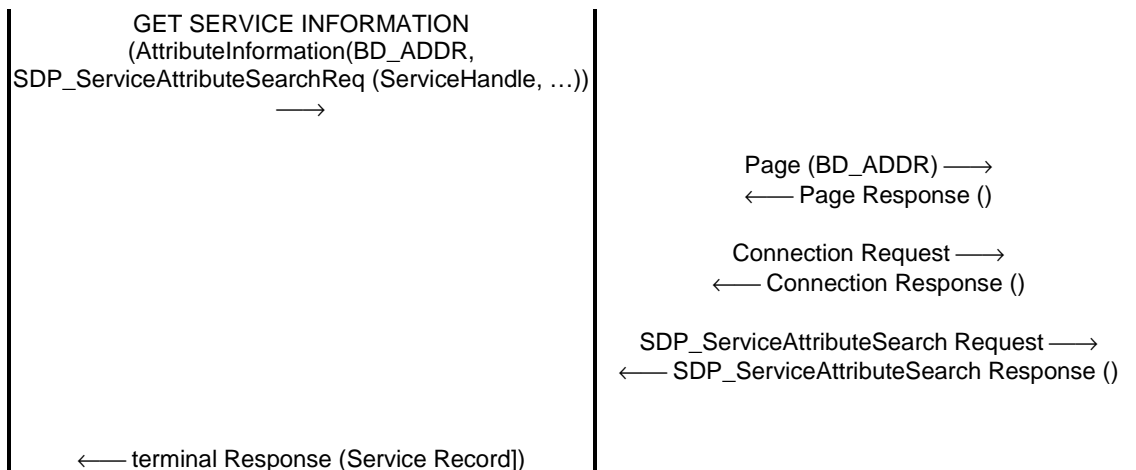 GET SERVICE INFORMATION
(AttributeInformation(BD_ADDR,
SDP_ServiceAttributeSearchReq (ServiceHandle, …))
⟶
Page (BD_ADDR) ⟶
⟵ Page Response ()
Connection Request ⟶
⟵ Connection Response ()
SDP_ServiceAttributeSearch Request ⟶
⟵ SDP_ServiceAttributeSearch Response ()
⟵ terminal Response (Service Record])